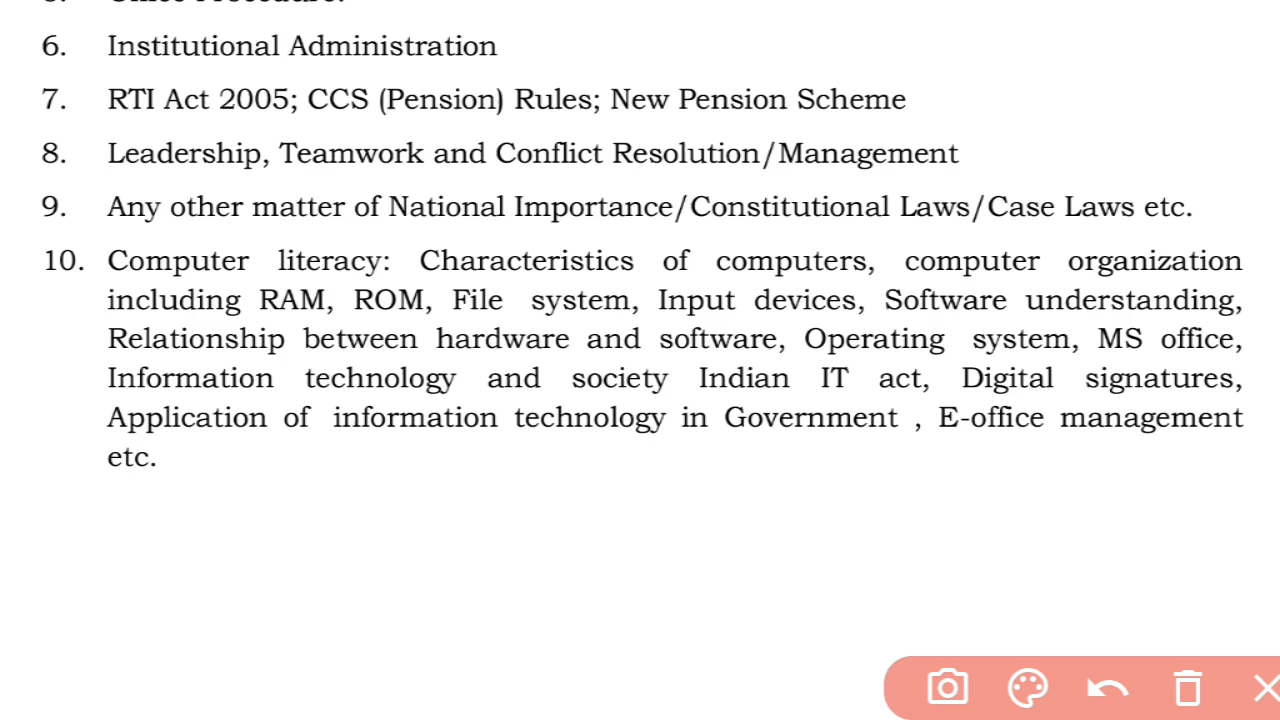 6. Institutional Administration
7. RTI Act 2005; CCS (Pension) Rules; New Pension Scheme
8. Leadership, Teamwork and Conflict Resolution/Management
9. Any other matter of National Importance/Constitutional Laws/Case Laws etc.
10. Computer literacy: Characteristics of computers, computer organization
including RAM, ROM, File system, Input devices, Software understanding,
Relationship between hardware and software, Operating system, MS office,
Information technology and society Indian IT act, Digital signatures,
Application of information technology in Government , E-office management
etc.